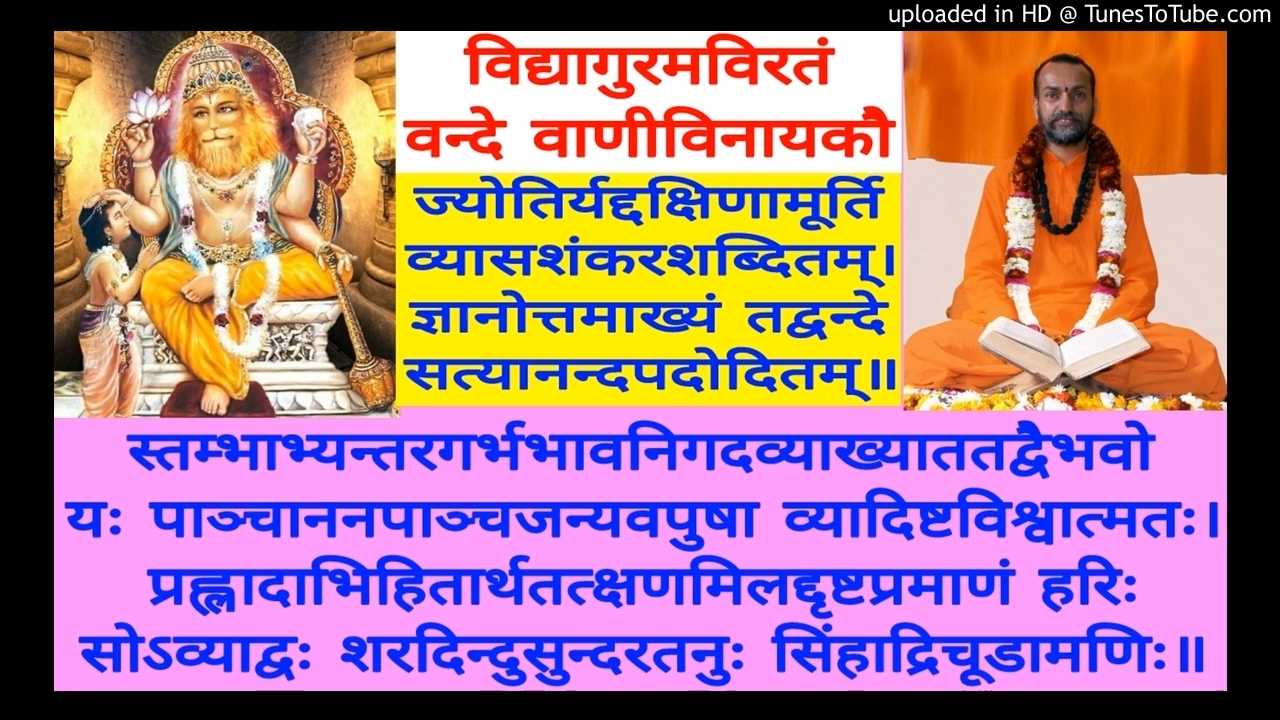 uploaded in HD @ TunesToTube.com
विद्यागुरमविरतं
वन्दे वाणीविनायकौ
ज्योतिर्यद्दक्षिणामूर्ति
व्यासशंकरशब्दितम्।
ज्ञानोत्तमाख्यं तद्वन्दे
सत्यानन्दपदोदितम्॥
स्तम्भाभ्यन्तरगर्भभावनिगदव्याख्याततद्वैभवो
यः पाञ्चाननपाञ्चजन्यवपुषा व्यादिष्टविश्वात्मतः।
प्रह्लादाभिहितार्थतत्क्षणमिलद्दृष्टप्रमाणं हरिः
सोऽव्याद्वः शरदिन्दुसुन्दरतनुः सिंहाद्रिचूडामणिः॥